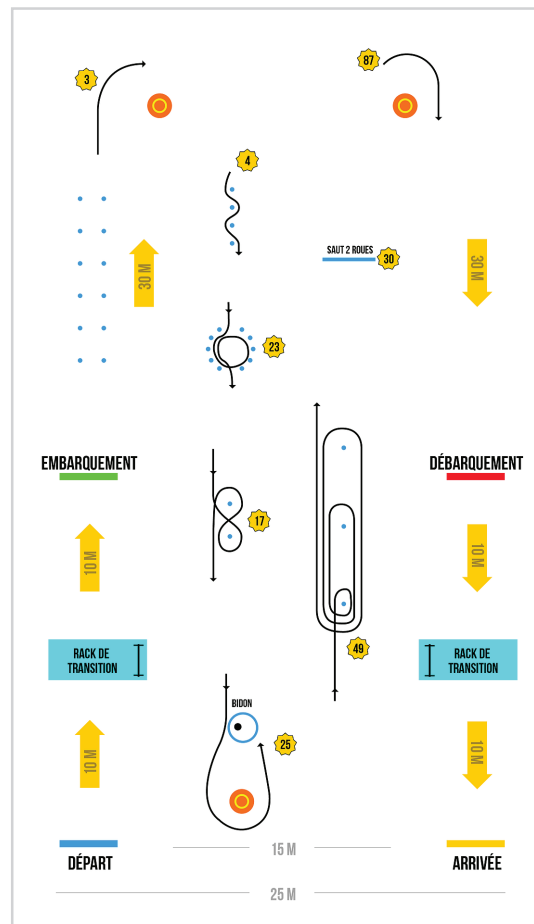 3
87
4
SAUT 2 ROUES
30
30 M
30 M
23
EMBARQUEMENT
DÉBARQUEMENT
17
10 M
10 M
RACK DE
TRANSITION
49
RACK DE
TRANSITION
BIDON
25
10 M
10 M
15 M
DÉPART
ARRIVÉE
25 M